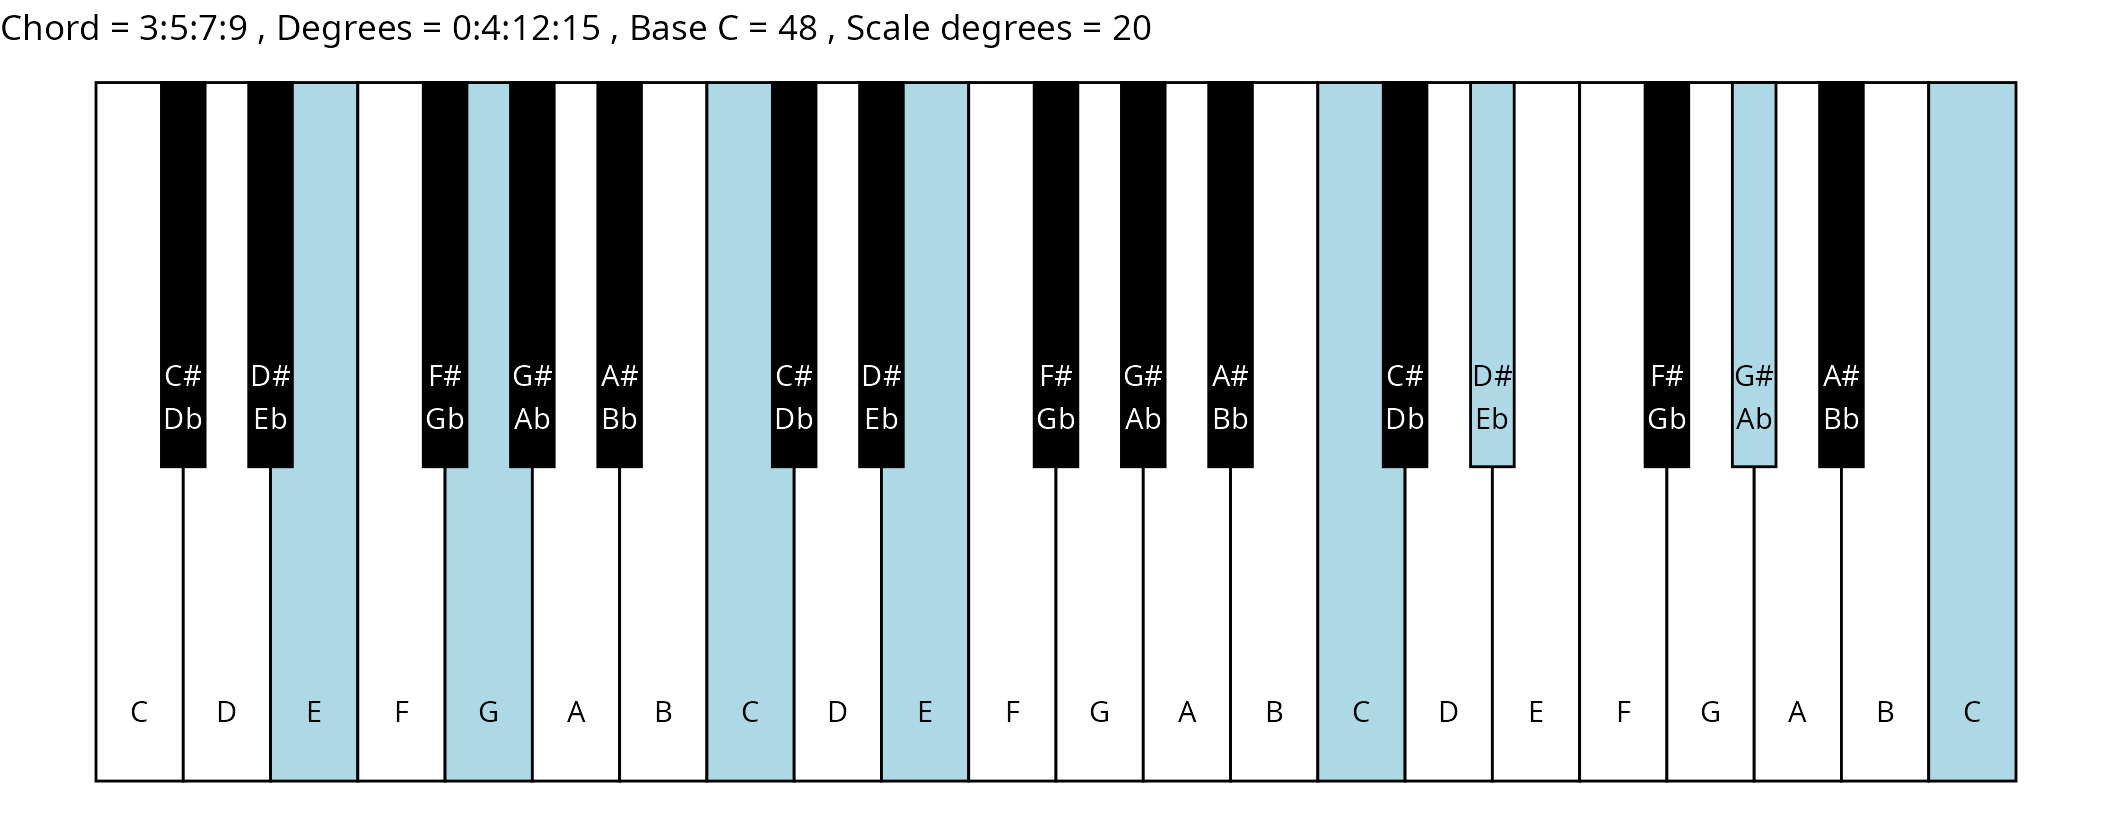 Chord = 3:5:7:9 , Degrees = 0:4:12:15 , Base C = 48 , Scale degrees = 20
C# D# F# G# A# C# D# F# G# A# C# D# F# G# A#
Db Eb Gb Ab Bb Db Eb Gb Ab Bb Db Eb Gb Ab Bb
C D E F G A B C D E F G A B C D E F G A B C